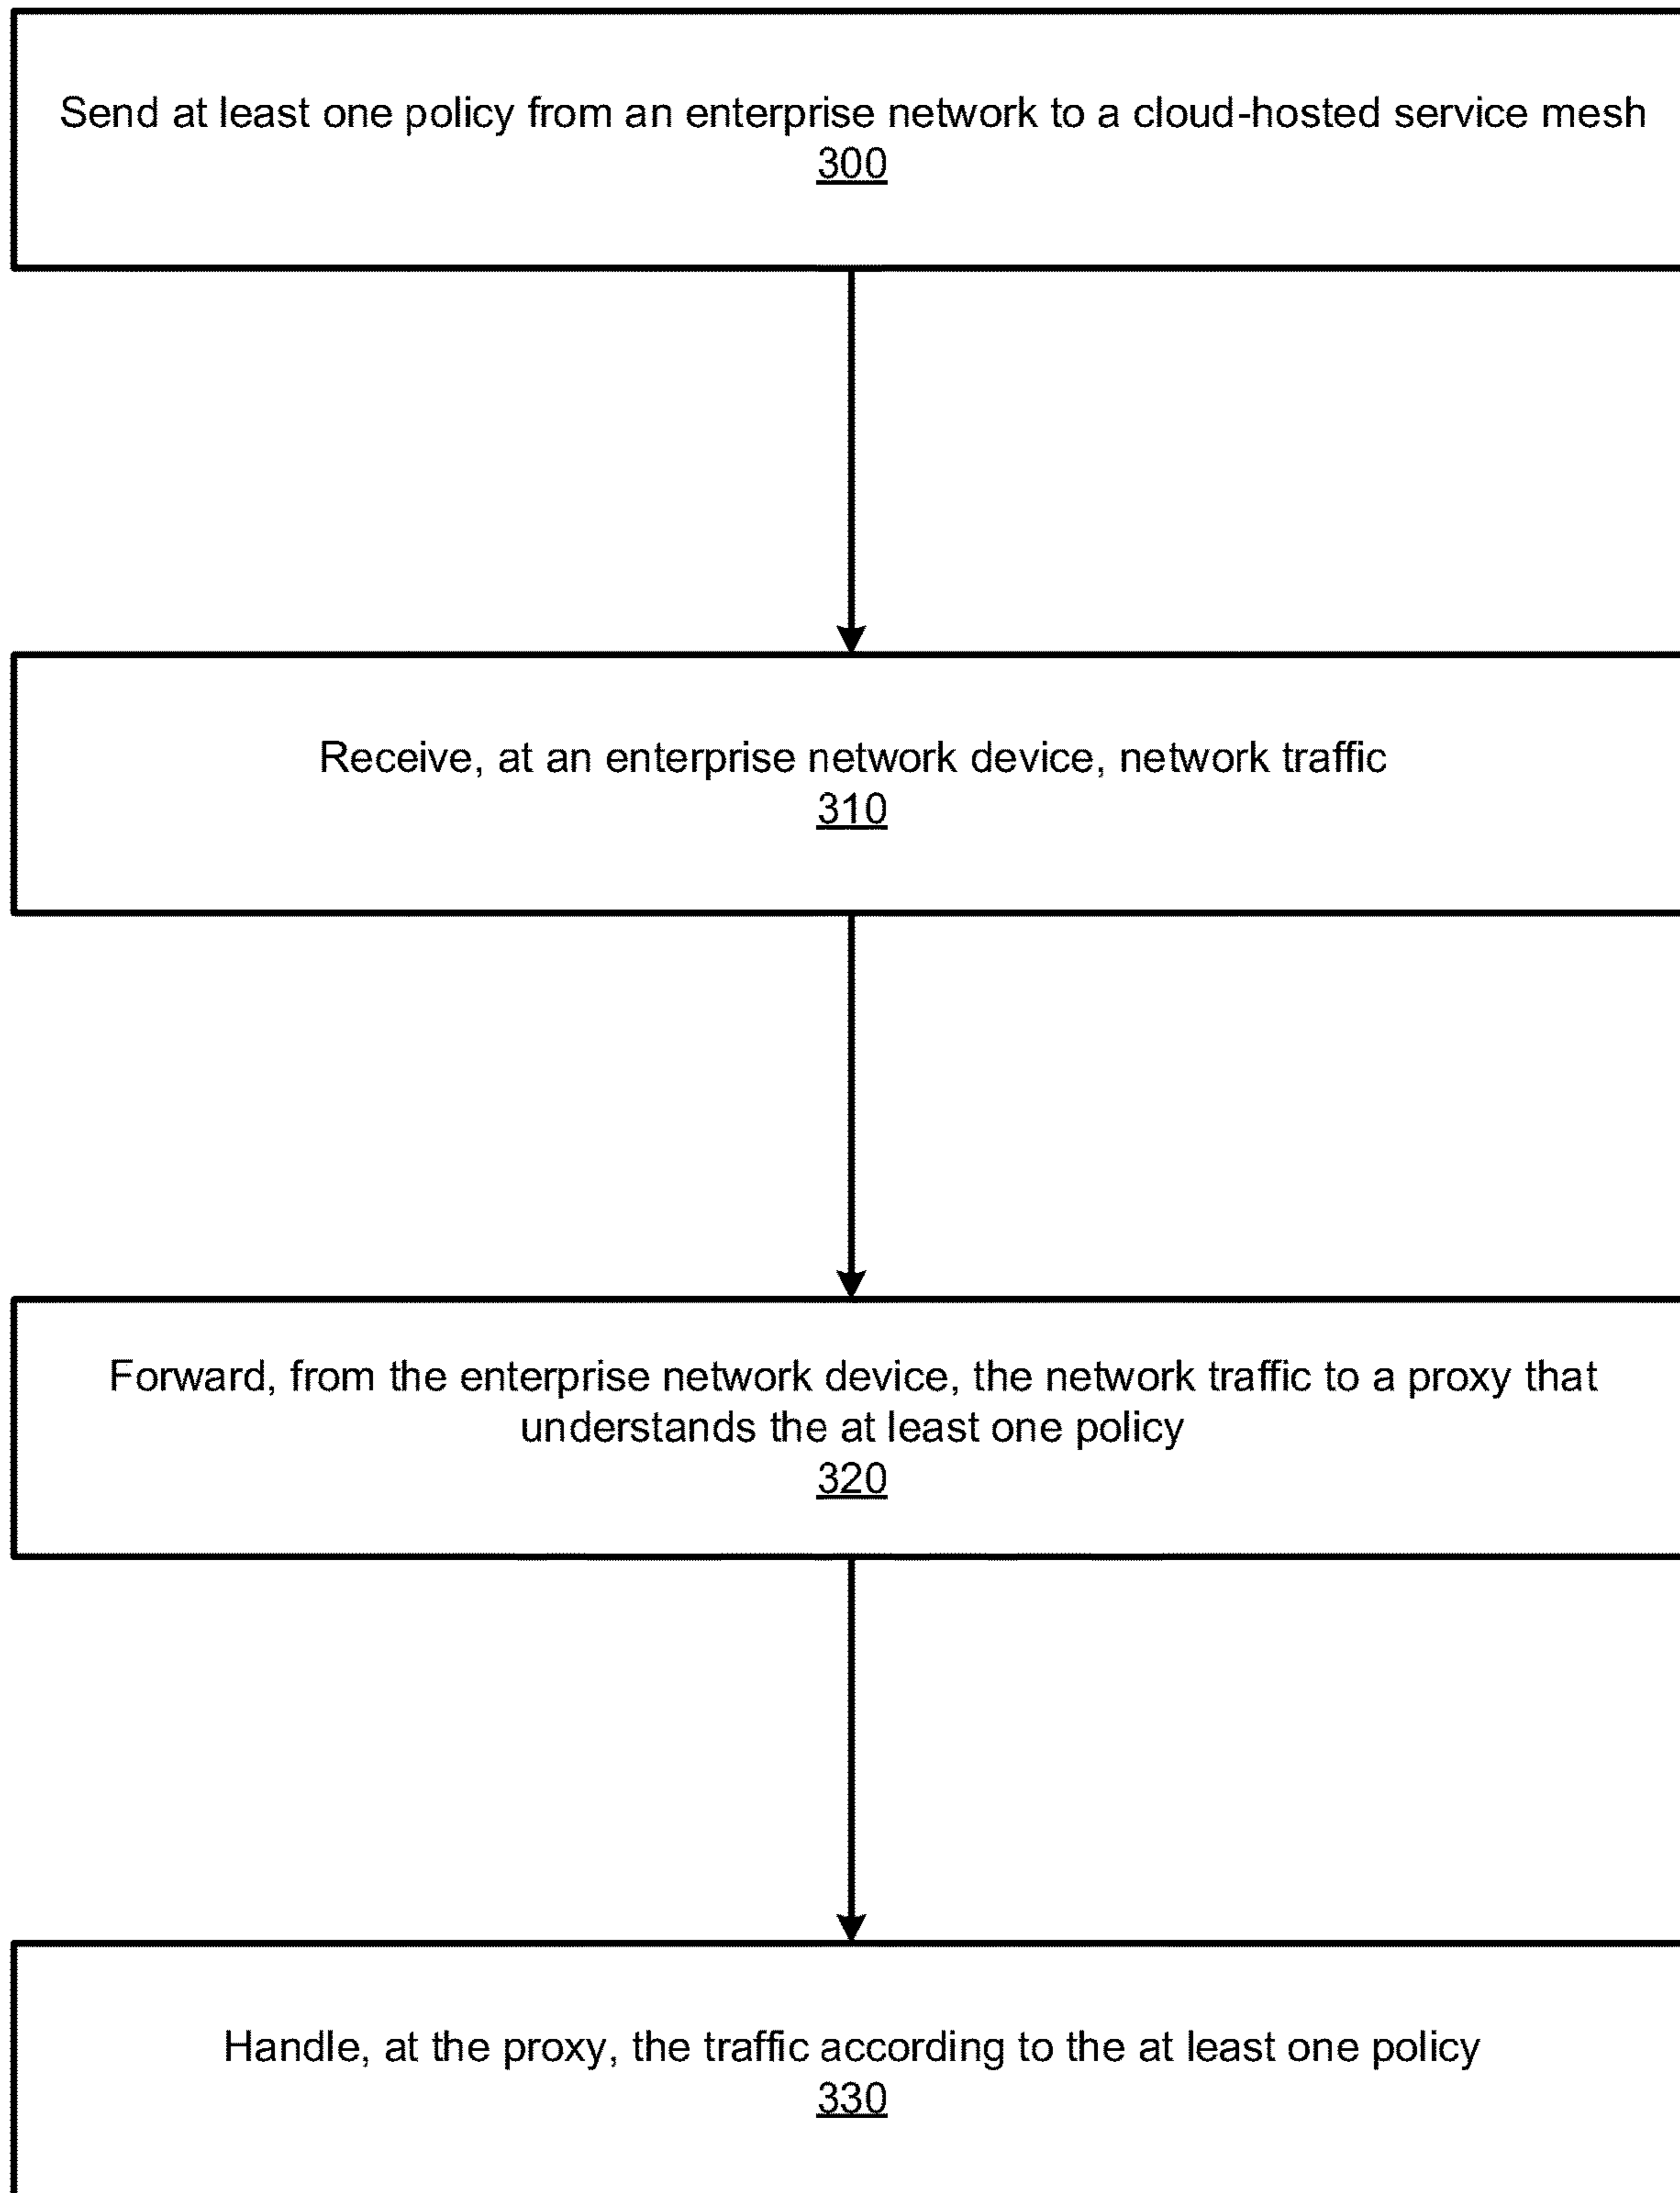 Send at least one policy from an enterprise network to a cloud-hosted service mesh
300
Receive, at an enterprise network device, network traffic
310
Forward, from the enterprise network device, the network traffic to a proxy that
understands the at least one policy
320
Handle, at the proxy, the traffic according to the at least one policy
330